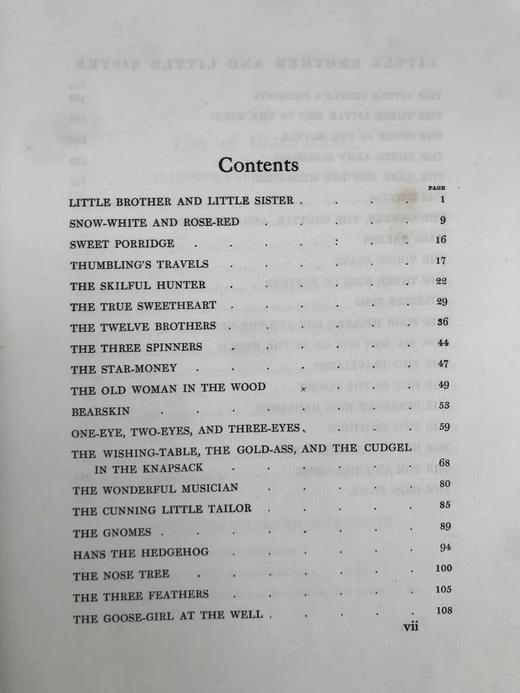 Contents
PAGE
LITTLE BROTHER AND LITTLE SISTER . . . . 1
SNOW-WHITE AND ROSE-RED . . . . . 9
SWEET PORRIDGE . . . . : . . 16
THUMBLING'S TRAVELS . . . . . . 17
THE SKILFUL HUNTER . . . . . . 22
THE TRUE SWEETHEART . . . . . . 29
THE TWELVE BROTHERS . . . . . . 36
THE THREE SPINNERS . . . . . . 44
THE STAR-MONEY . . . . . . . 47
THE OLD WOMAN IN THE WOOD . . . . 49
BEARSKIN . . . . . . . . 53
ONE-EYE, TWO-EYES, AND THREE-EYES . . . . 59
THE WISHING-TABLE, THE GOLD-ASS, AND THE CUDGEL
IN THE KNAPSACK . . . . . . 68
THE WONDERFUL MUSICIAN . . . . . 80
THE CUNNING LITTLE TAILOR . . . . . 85
THE GNOMES . . . . . . . . 89
HANS THE HEDGEHOG . . . . . . 94
THE NOSE TREE . . . . . . . 100
THE THREE FEATHERS . . . . . . 105
THE GOOSE-GIRL AT THE WELL . . . . . 108
vii